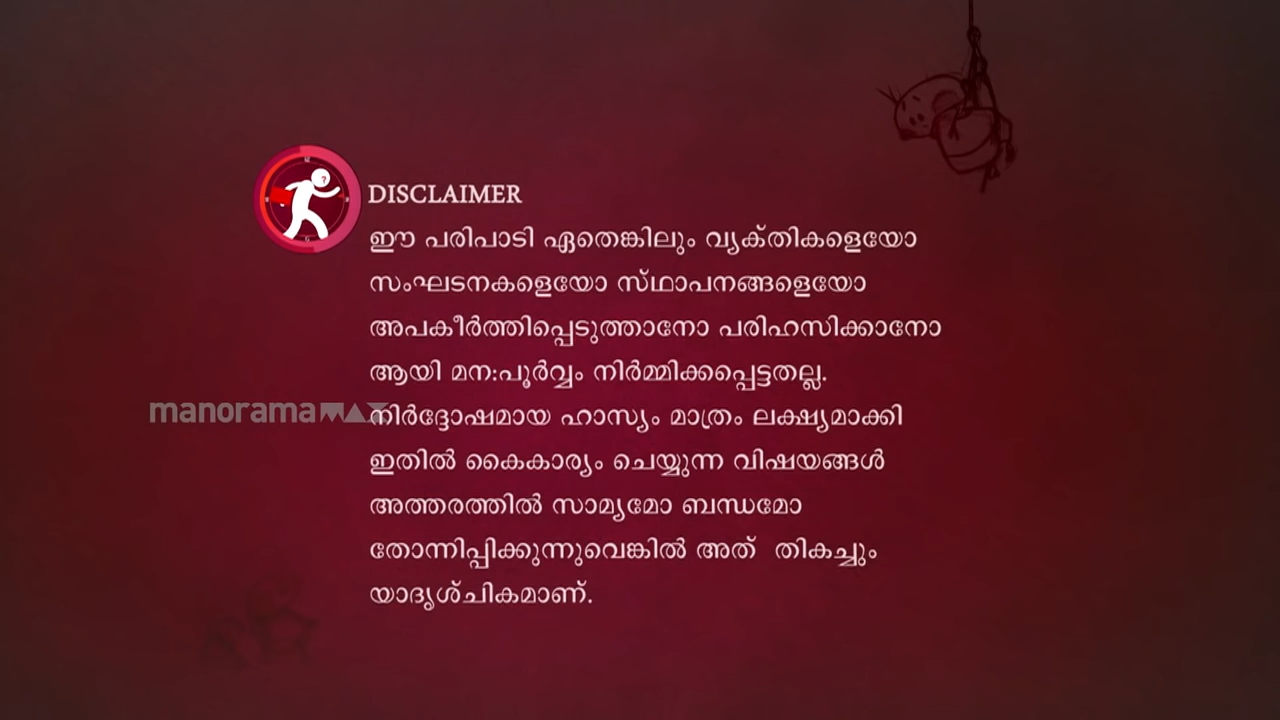 DISCLAIMER
ഈ പരിപാടി ഏതെങ്കിലും വ്യക്‌തികളെയോ
സംഘടനകളെയോ സ്‌ഥാപനങ്ങളെയോ
അപകീർത്തിപ്പെടുത്താനോ പരിഹസിക്കാനോ
ആയി മന:പൂർവ്വം നിർമ്മിക്കപ്പെട്ടതല്ല.
manoramaMAX
നിർദ്ദോഷമായ ഹാസ്യം മാത്രം ലക്ഷ്യമാക്കി
ഇതിൽ കൈകാര്യം ചെയ്യുന്ന വിഷയങ്ങൾ
അത്തരത്തിൽ സാമ്യമോ ബന്ധമോ
തോന്നിപ്പിക്കുന്നുവെങ്കിൽ അത് തികച്ചും
യാദൃശ്ചികമാണ്.